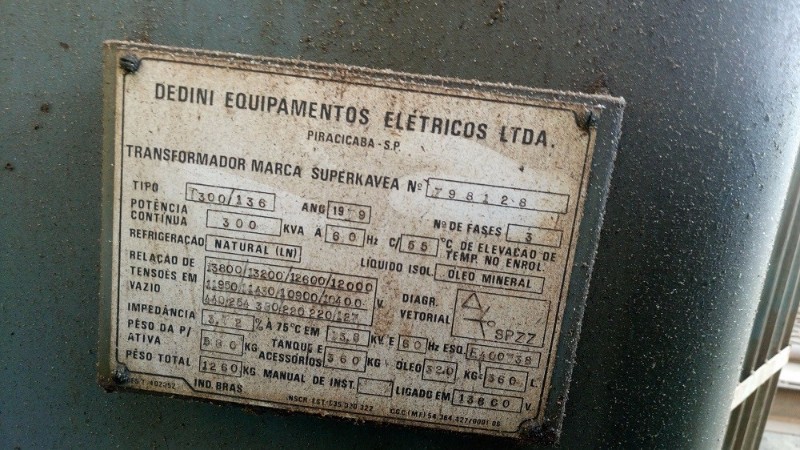 DEDINI EQUIPAMENTOS ELÉTRICOS LTDA.
PIRACICABA - S.P.
TRANSFORMADOR MARCA SUPERKAVEA Nº 798128
TIPO T300/136 ANO Nº DE FASES 3
POTÊNCIA CONTÍNUA 300 KVA A 60 Hz C/ 55 °C DE ELEVAÇÃO DE TEMP. NO ENROL.
REFRIGERAÇÃO NATURAL (LN) LÍQUIDO ISOL. ÓLEO MINERAL
RELAÇÃO DE TENSÕES EM VAZIO
13800/13200/12600/12000
11950/11430/10900/10400
440/254 380/220 220/127
V. DIAGR. VETORIAL
IMPEDÂNCIA % À 75°C EM 13,8 KV. E 60 Hz ESQ.
PÊSO DA P/ ATIVA KG TANQUE E ACESSÓRIOS 360 KG ÓLEO 320 KG 360 L.
PÊSO TOTAL 1260 KG MANUAL DE INST. LIGADO EM 13800 V.
IND. BRAS.